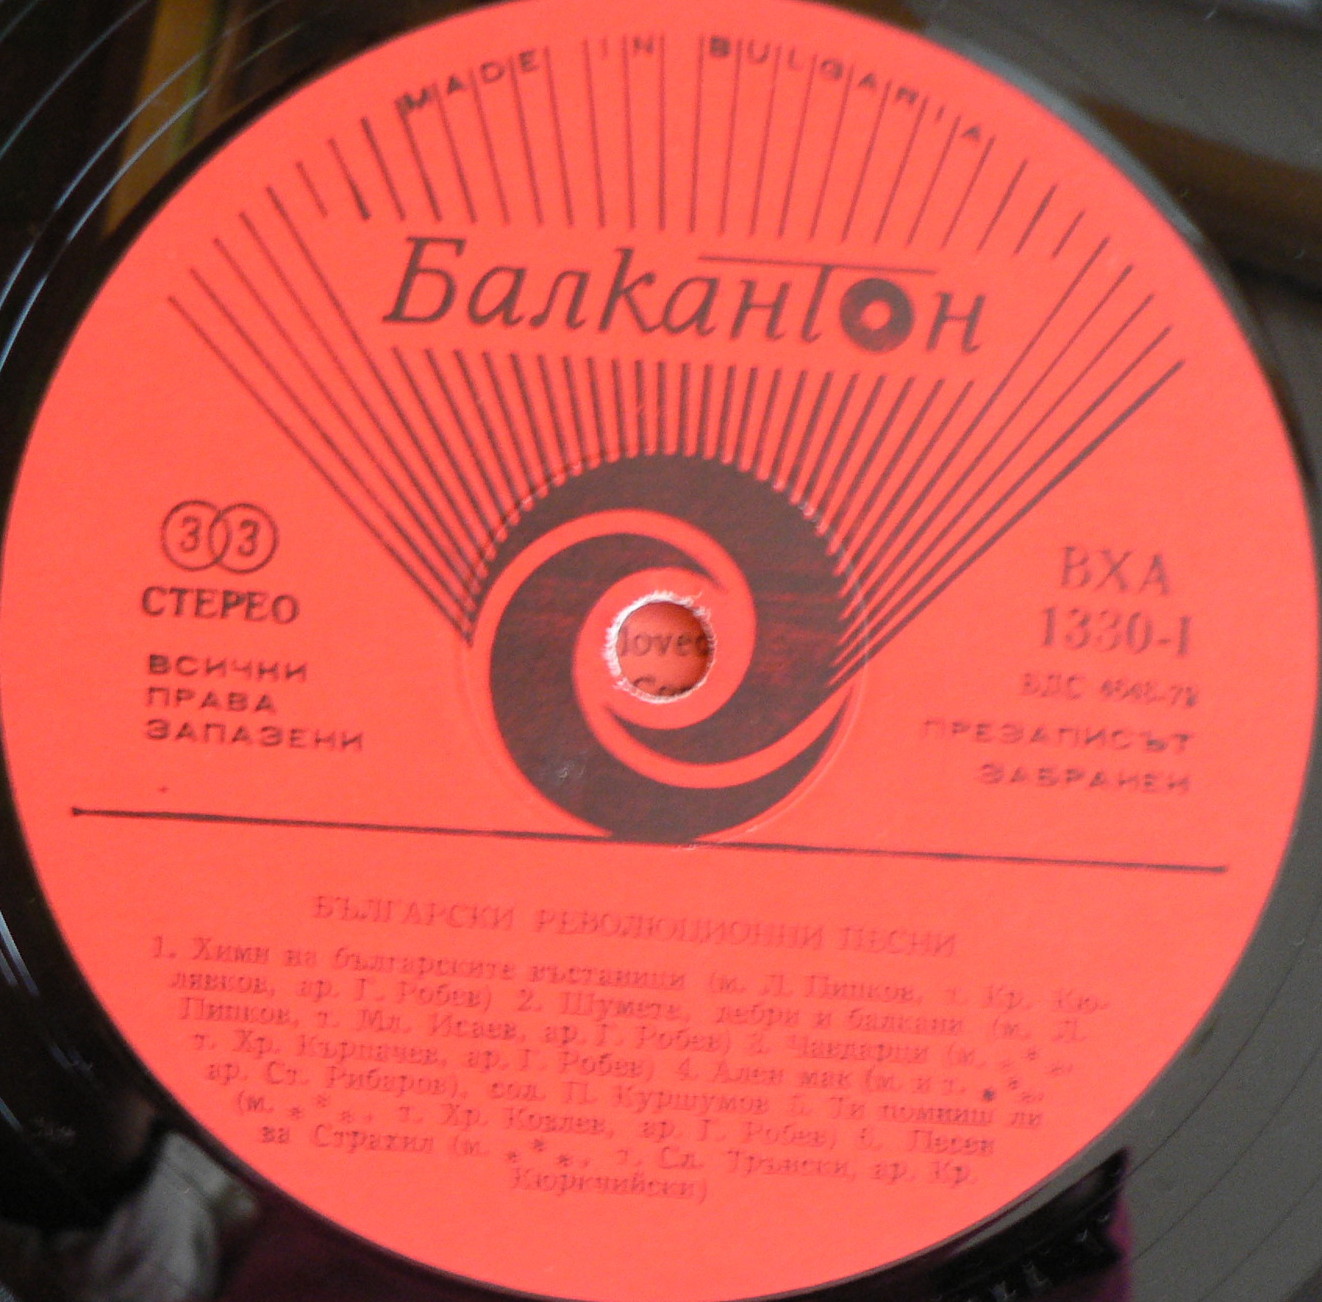 MADE IN BULGARIA
Балкантон
33
СТЕРЕО
ВСИЧНИ
ПРАВА
ЗАПАЗЕНИ
ВХА
1330-I
БДС
ПРЕЗАПИСЪТ
ЗАБРАНЕН
loved
БЪЛГАРСКИ РЕВОЛЮЦИОННИ ПЕСНИ
1. Химн на българските въстаници (м. Л. Пипков, т. Кр. Кю-
лявков, ар. Г. Робев) 2. Шумете, дебри и балкани (м. Л.
Пипков, т. Мл. Исаев, ар. Г. Робев) 3. Чавдарци (м. * * *,
т. Хр. Кърпачев, ар. Г. Робев) 4. Ален мак (м. и т. * * *,
ар. Ст. Рибаров), сол. П. Куршумов 5. Ти помниш ли
(м. * * *, т. Хр. Ковлев, ар. Г. Робев) 6. Песен
за Страхил (м. * * *, т. Сл. Трънски, ар. Кр.
Кюркчийски)